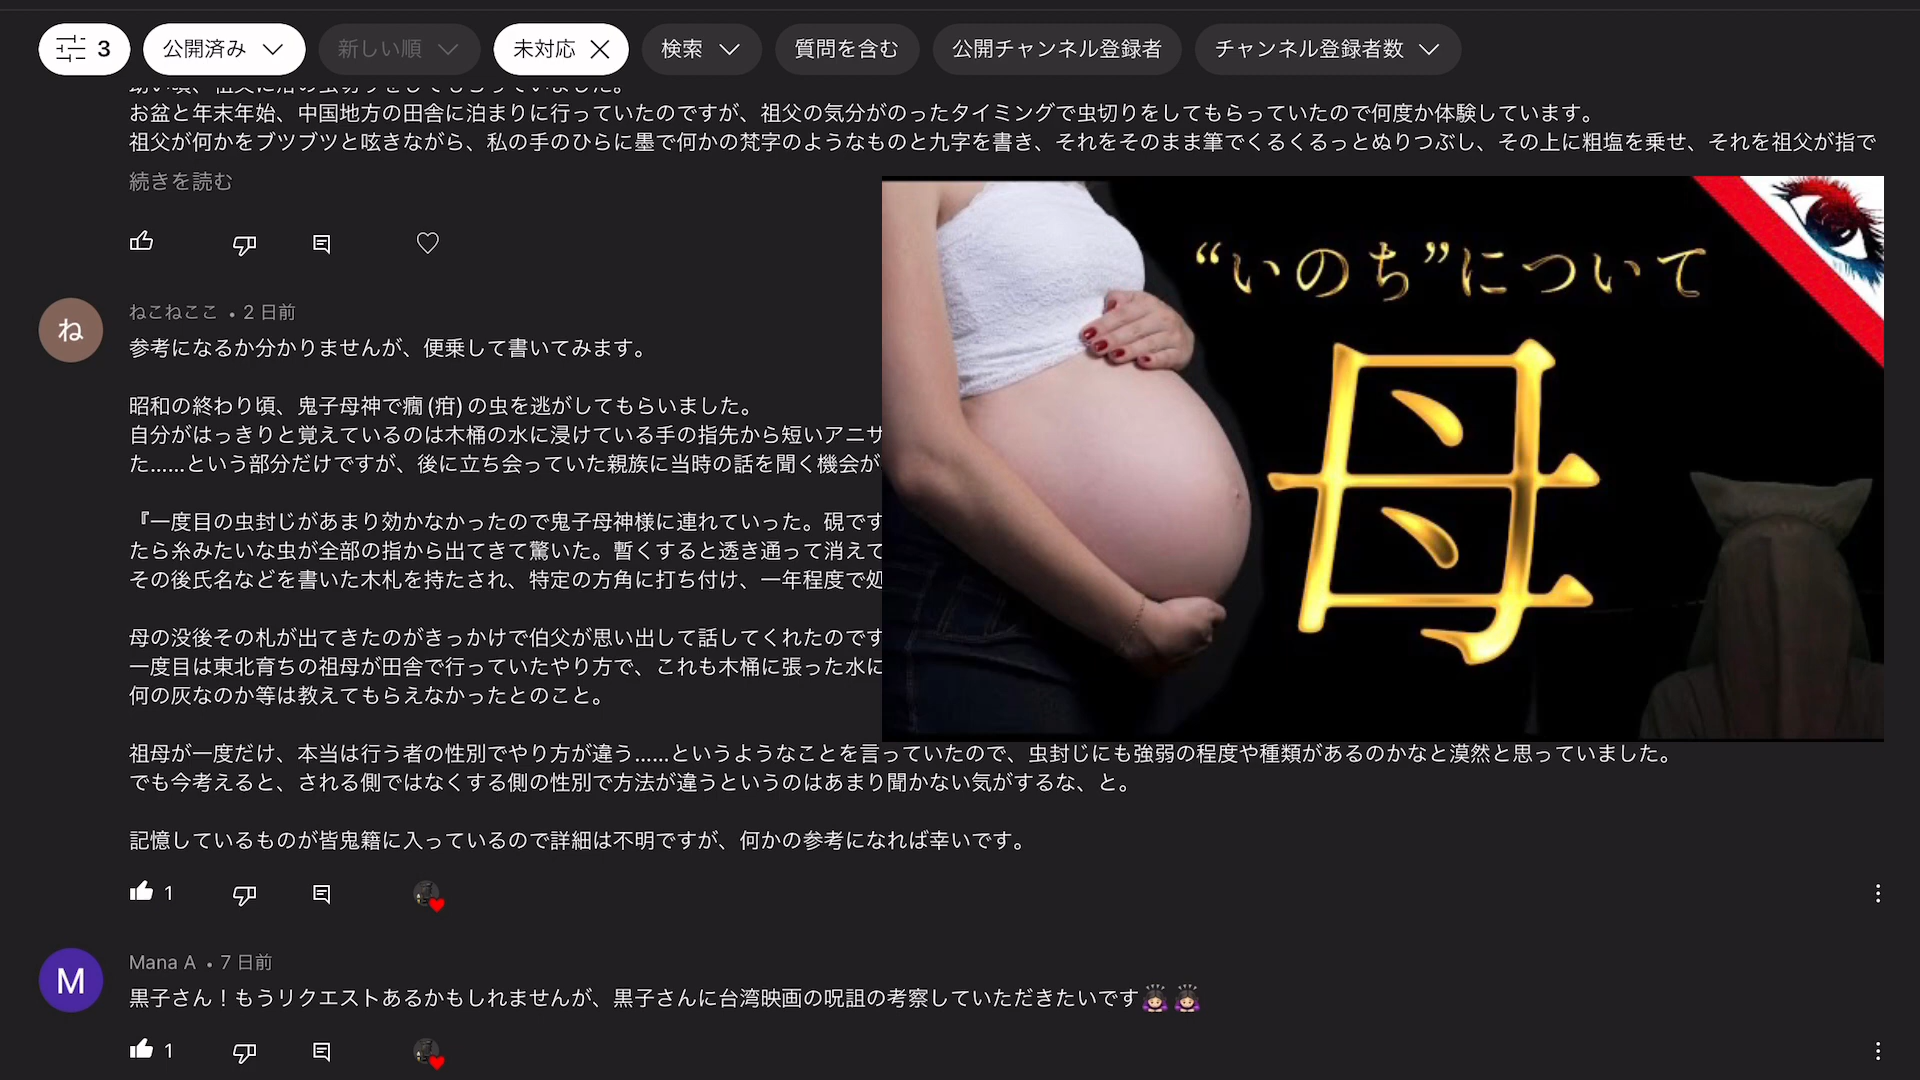 3
公開済み
新しい順
未対応
検索
質問を含む
公開チャンネル登録者
チャンネル登録者数
お盆と年末年始、中国地方の田舎に泊まりに行っていたのですが、祖父の気分がのったタイミングで虫切りをしてもらっていたので何度か体験しています。
祖父が何かをブツブツと呟きながら、私の手のひらに墨で何かの梵字のようなものと九字を書き、それをそのまま筆でくるくるっとぬりつぶし、その上に粗塩を乗せ、それを祖父が指で
続きを読む
“いのち”について
母
ね
ねこねここ • 2 日前
参考になるか分かりませんが、便乗して書いてみます。
昭和の終わり頃、鬼子母神で癇(疳)の虫を逃がしてもらいました。
自分がはっきりと覚えているのは木桶の水に浸けている手の指先から短いアニサ
た......という部分だけですが、後に立ち会っていた親族に当時の話を聞く機会が
『一度目の虫封じがあまり効かなかったので鬼子母神様に連れていった。硯です
たら糸みたいな虫が全部の指から出てきて驚いた。暫くすると透き通って消えて
その後氏名などを書いた木札を持たされ、特定の方角に打ち付け、一年程度で処
母の没後その札が出てきたのがきっかけで伯父が思い出して話してくれたのです
一度目は東北育ちの祖母が田舎で行っていたやり方で、これも木桶に張った水に
何の灰なのか等は教えてもらえなかったとのこと。
祖母が一度だけ、本当は行う者の性別でやり方が違う......というようなことを言っていたので、虫封じにも強弱の程度や種類があるのかなと漠然と思っていました。
でも今考えると、される側ではなくする側の性別で方法が違うというのはあまり聞かない気がするな、と。
記憶しているものが皆鬼籍に入っているので詳細は不明ですが、何かの参考になれば幸いです。
1
M
Mana A • 7 日前
黒子さん！もうリクエストあるかもしれませんが、黒子さんに台湾映画の呪詛の考察していただきたいです🙇🏻‍♀️🙇🏻‍♀️
1